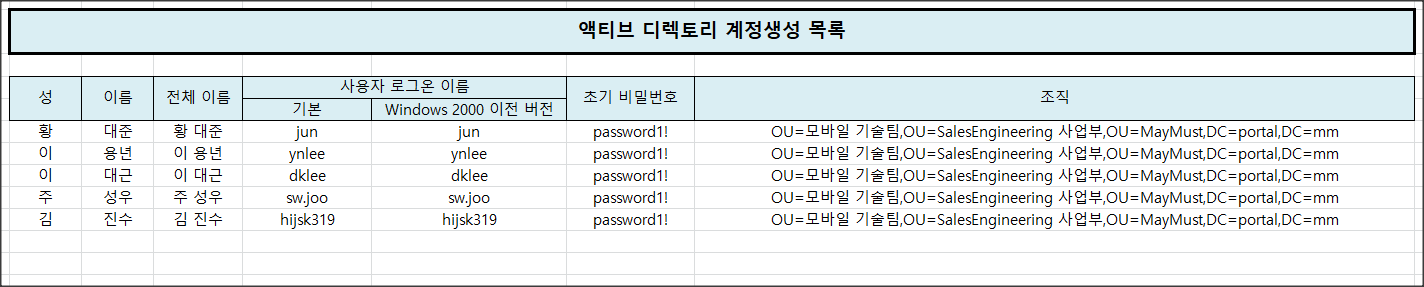 액티브 디렉토리 계정생성 목록
성 이름 전체 이름 사용자 로그온 이름 초기 비밀번호 조직
기본 Windows 2000 이전 버전
황 대준 황 대준 jun jun password1! OU=모바일 기술팀,OU=SalesEngineering 사업부,OU=MayMust,DC=portal,DC=mm
이 용년 이 용년 ynlee ynlee password1! OU=모바일 기술팀,OU=SalesEngineering 사업부,OU=MayMust,DC=portal,DC=mm
이 대근 이 대근 dklee dklee password1! OU=모바일 기술팀,OU=SalesEngineering 사업부,OU=MayMust,DC=portal,DC=mm
주 성우 주 성우 sw.joo sw.joo password1! OU=모바일 기술팀,OU=SalesEngineering 사업부,OU=MayMust,DC=portal,DC=mm
김 진수 김 진수 hijsk319 hijsk319 password1! OU=모바일 기술팀,OU=SalesEngineering 사업부,OU=MayMust,DC=portal,DC=mm